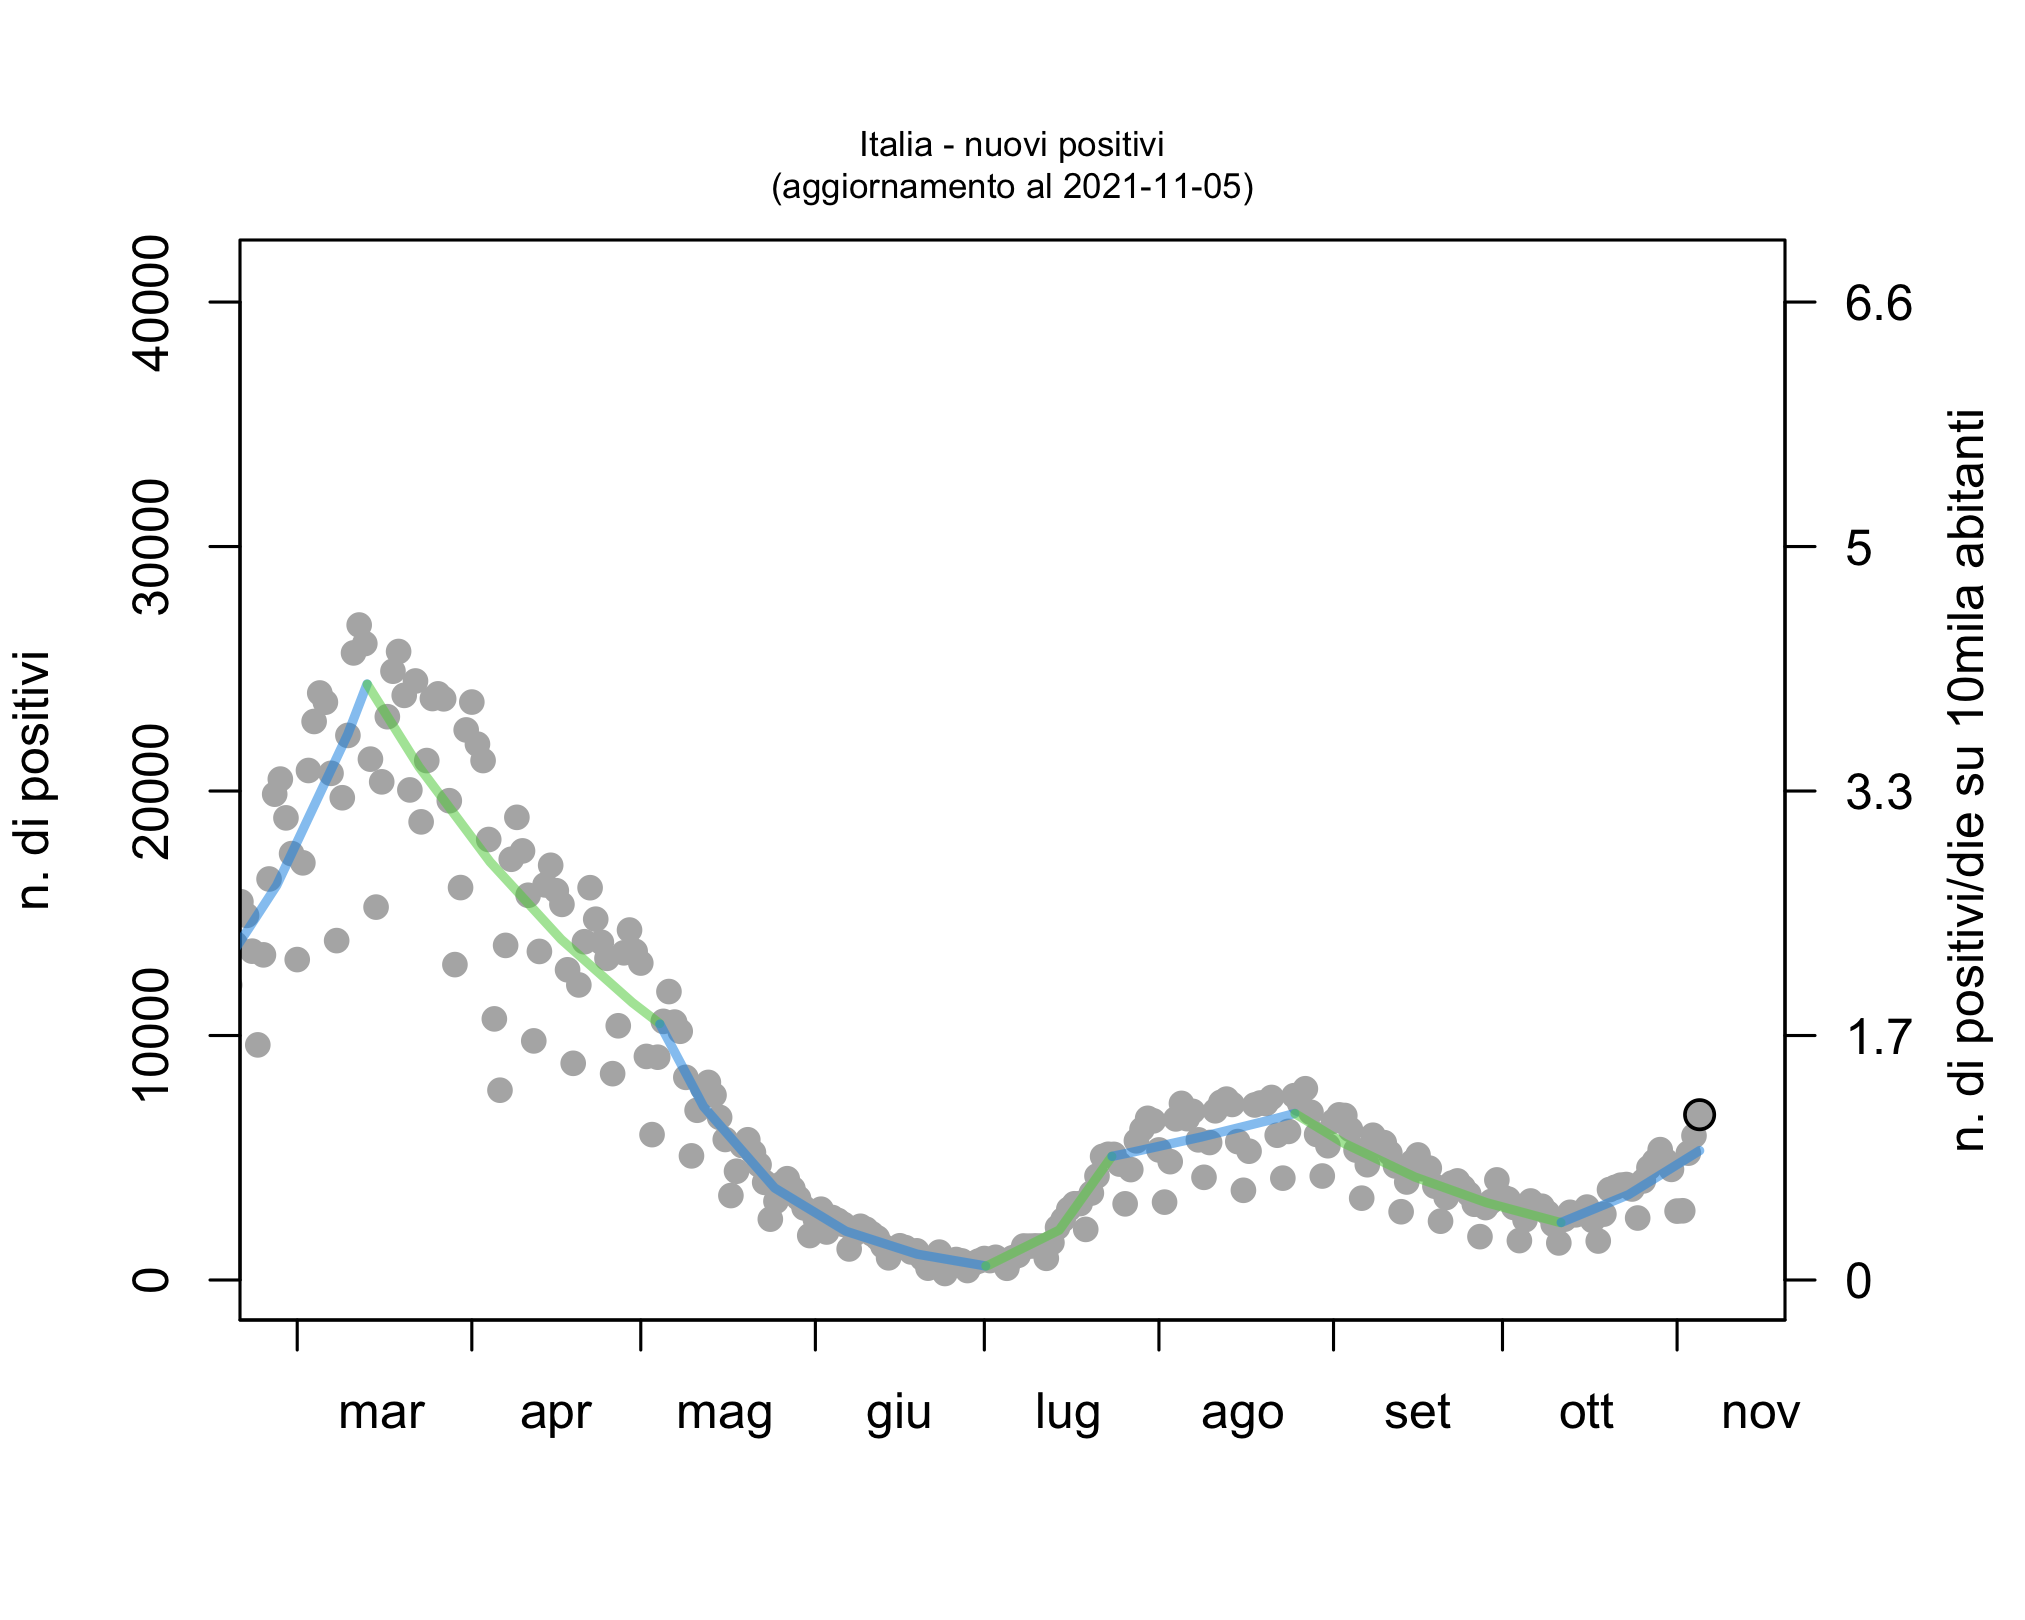 Italia - nuovi positivi
(aggiornamento al 2021-11-05)
n. di positivi
40000
30000
20000
10000
0
6.6
5
3.3
1.7
0
n. di positivi/die su 10mila abitanti
mar apr mag giu lug ago set ott nov